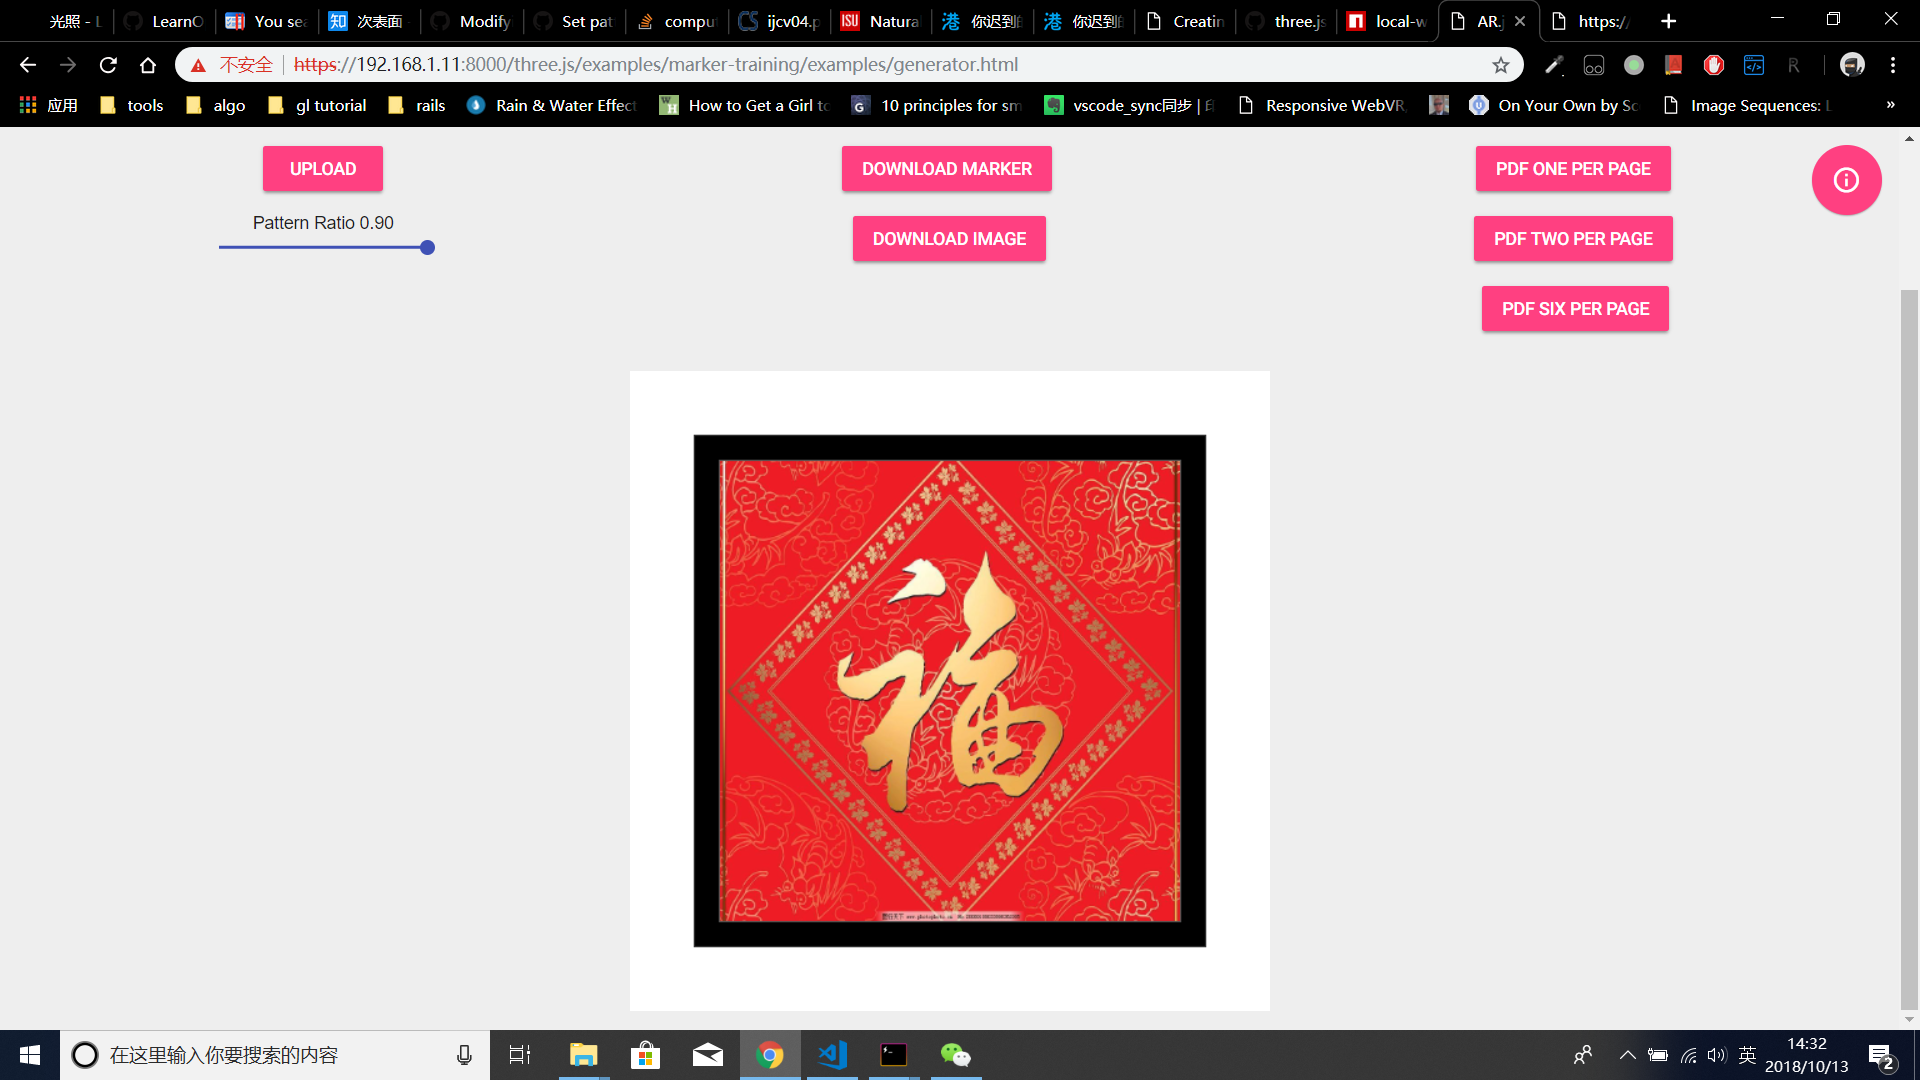 光照 - L
LearnO
You sea
次表面
Modify
Set pat
compu
ijcv04.p
Natura
你迟到的
你迟到的
Creatin
three.js
local-w
AR.j
https:/
不安全 https://192.168.1.11:8000/three.js/examples/marker-training/examples/generator.html
应用
tools
algo
gl tutorial
rails
Rain & Water Effect
How to Get a Girl to
10 principles for sm
vscode_sync同步 | 印
Responsive WebVR,
On Your Own by Sc
Image Sequences: L
»
UPLOAD
DOWNLOAD MARKER
PDF ONE PER PAGE
Pattern Ratio 0.90
DOWNLOAD IMAGE
PDF TWO PER PAGE
PDF SIX PER PAGE
福
在这里输入你要搜索的内容
英
14:32
2018/10/13
2